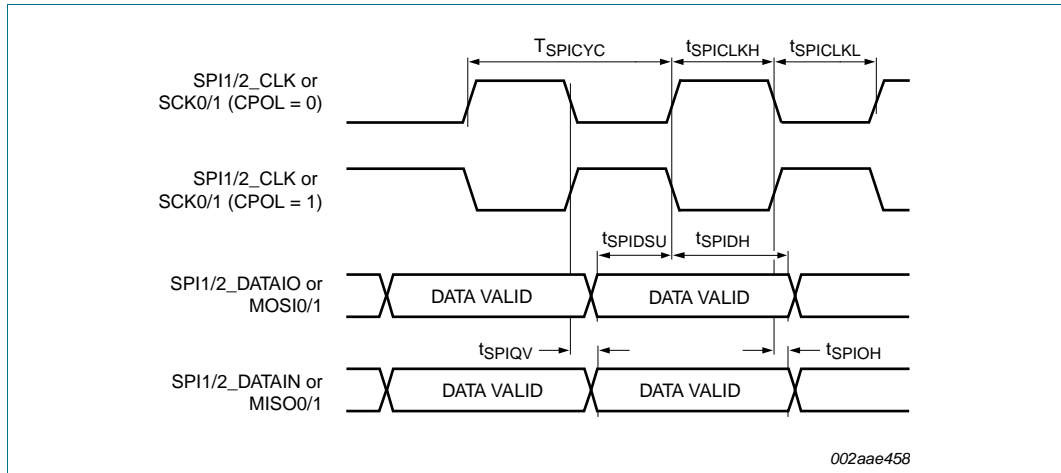 TSPICYC
tSPICLKH
tSPICLKL
SPI1/2_CLK or
SCK0/1 (CPOL = 0)
SPI1/2_CLK or
SCK0/1 (CPOL = 1)
tSPIDSU
tSPIDH
SPI1/2_DATAIO or
MOSI0/1
DATA VALID
DATA VALID
tSPIQV
tSPIOH
SPI1/2_DATAIN or
MISO0/1
DATA VALID
DATA VALID
002aae458